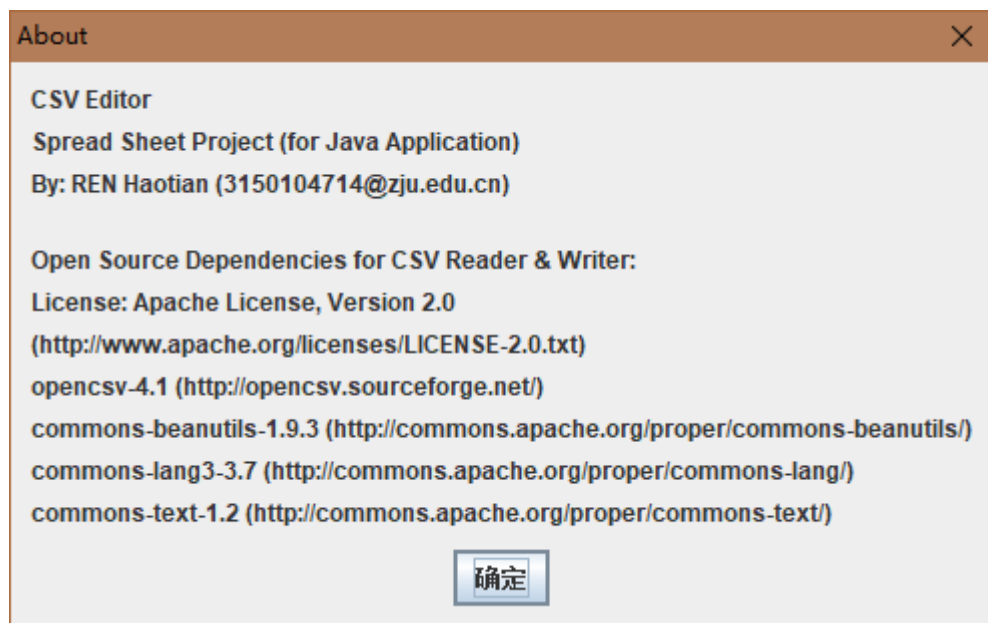 About
CSV Editor
Spread Sheet Project (for Java Application)
By: REN Haotian (3150104714@zju.edu.cn)
Open Source Dependencies for CSV Reader & Writer:
License: Apache License, Version 2.0
(http://www.apache.org/licenses/LICENSE-2.0.txt)
opencsv-4.1 (http://opencsv.sourceforge.net/)
commons-beanutils-1.9.3 (http://commons.apache.org/proper/commons-beanutils/)
commons-lang3-3.7 (http://commons.apache.org/proper/commons-lang/)
commons-text-1.2 (http://commons.apache.org/proper/commons-text/)
确定